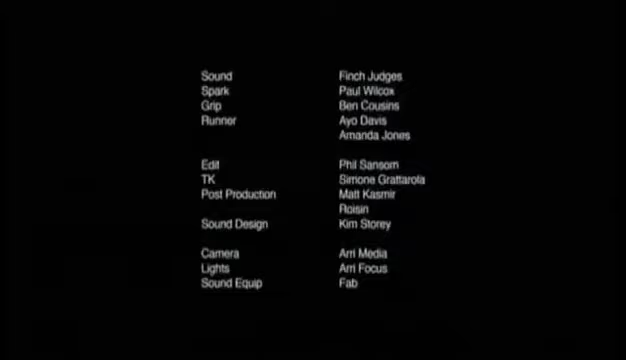 Sound Finch Judges
Spark Paul Wilcox
Grip Ben Cousins
Runner Ayo Davis
Amanda Jones
Edit Phil Sansom
TK Simone Grattarola
Post Production Matt Kasmir
Roisin
Sound Design Kim Storey
Camera Arri Media
Lights Arri Focus
Sound Equip Fab